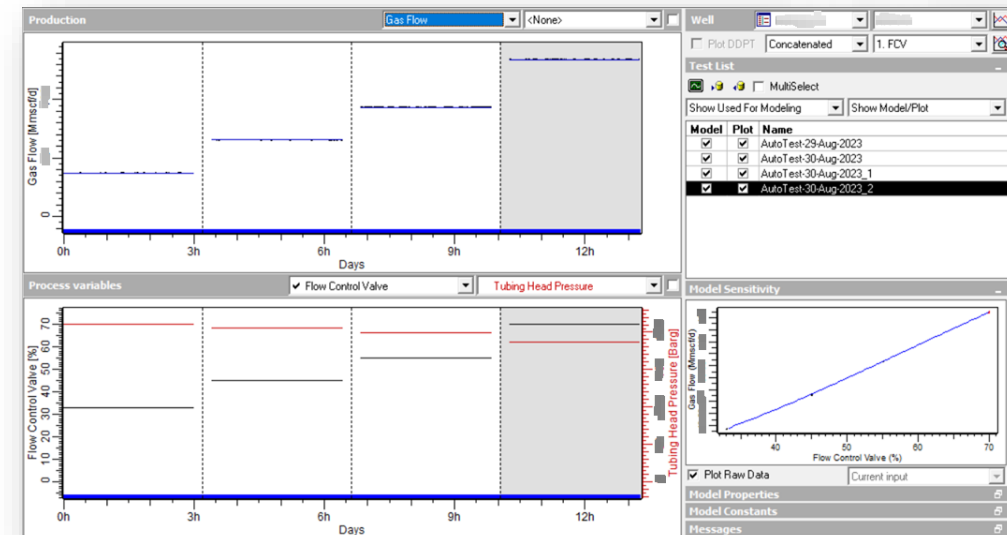 Production
Gas Flow
<None>
Gas Flow [Mmscf/d]
0
0h 3h 6h 9h 12h
Days
Process variables
Flow Control Valve
Tubing Head Pressure
Flow Control Valve [%]
70
60
50
40
30
20
10
0
Tubing Head Pressure [Barg]
0h 3h 6h 9h 12h
Days
Well
Plot DDPT Concatenated 1. FCV
Test List
MultiSelect
Show Used For Modeling Show Model/Plot
Model Plot Name
AutoTest-29-Aug-2023
AutoTest-30-Aug-2023
AutoTest-30-Aug-2023_1
AutoTest-30-Aug-2023_2
Model Sensitivity
Gas Flow (Mmscf/d)
40 50 60 70
Flow Control Valve (%)
Plot Raw Data Current input
Model Properties
Model Constants
Messages